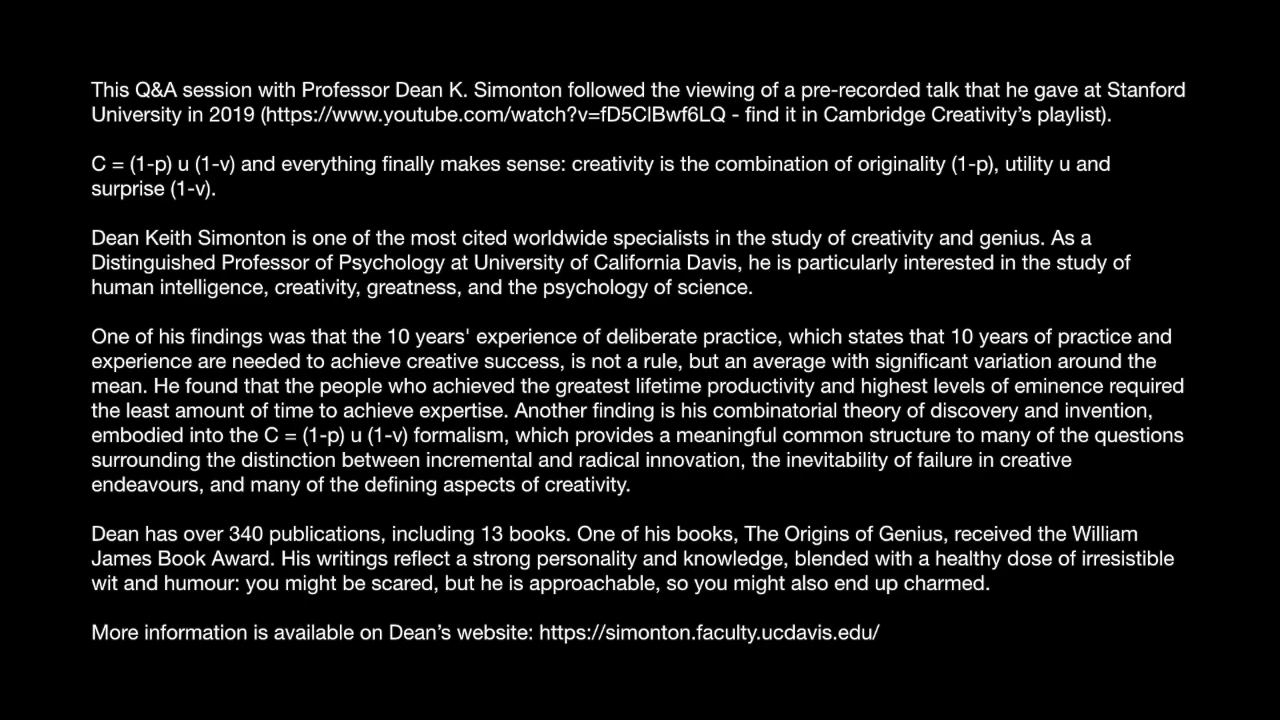 This Q&A session with Professor Dean K. Simonton followed the viewing of a pre-recorded talk that he gave at Stanford
University in 2019 (https://www.youtube.com/watch?v=fD5ClBwf6LQ - find it in Cambridge Creativity's playlist).
C = (1-p) u (1-v) and everything finally makes sense: creativity is the combination of originality (1-p), utility u and
surprise (1-v).
Dean Keith Simonton is one of the most cited worldwide specialists in the study of creativity and genius. As a
Distinguished Professor of Psychology at University of California Davis, he is particularly interested in the study of
human intelligence, creativity, greatness, and the psychology of science.
One of his findings was that the 10 years' experience of deliberate practice, which states that 10 years of practice and
experience are needed to achieve creative success, is not a rule, but an average with significant variation around the
mean. He found that the people who achieved the greatest lifetime productivity and highest levels of eminence required
the least amount of time to achieve expertise. Another finding is his combinatorial theory of discovery and invention,
embodied into the C = (1-p) u (1-v) formalism, which provides a meaningful common structure to many of the questions
surrounding the distinction between incremental and radical innovation, the inevitability of failure in creative
endeavours, and many of the defining aspects of creativity.
Dean has over 340 publications, including 13 books. One of his books, The Origins of Genius, received the William
James Book Award. His writings reflect a strong personality and knowledge, blended with a healthy dose of irresistible
wit and humour: you might be scared, but he is approachable, so you might also end up charmed.
More information is available on Dean's website: https://simonton.faculty.ucdavis.edu/